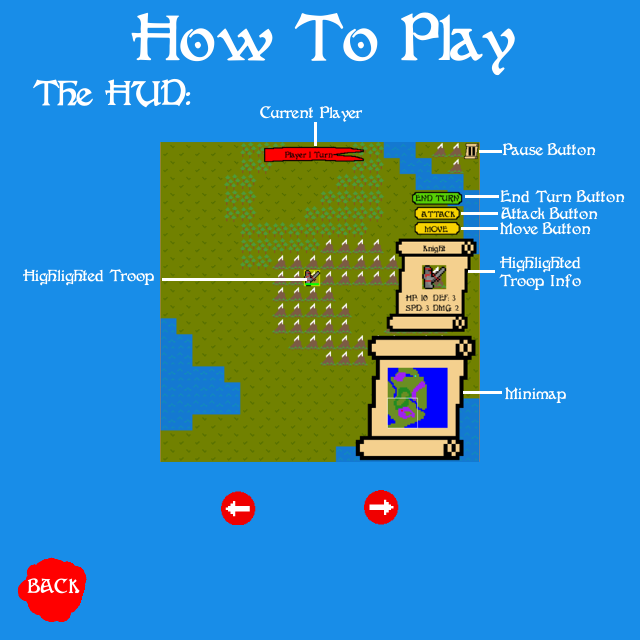 How To Play
The HUD:
Current Player
Player 1 Turn
Pause Button
END TURN
End Turn Button
ATTACK
Attack Button
MOVE
Move Button
Knight
Highlighted
Troop Info
Highlighted Troop
HP: 10 DEF: 3
SPD 3 DMG 2
Minimap
BACK